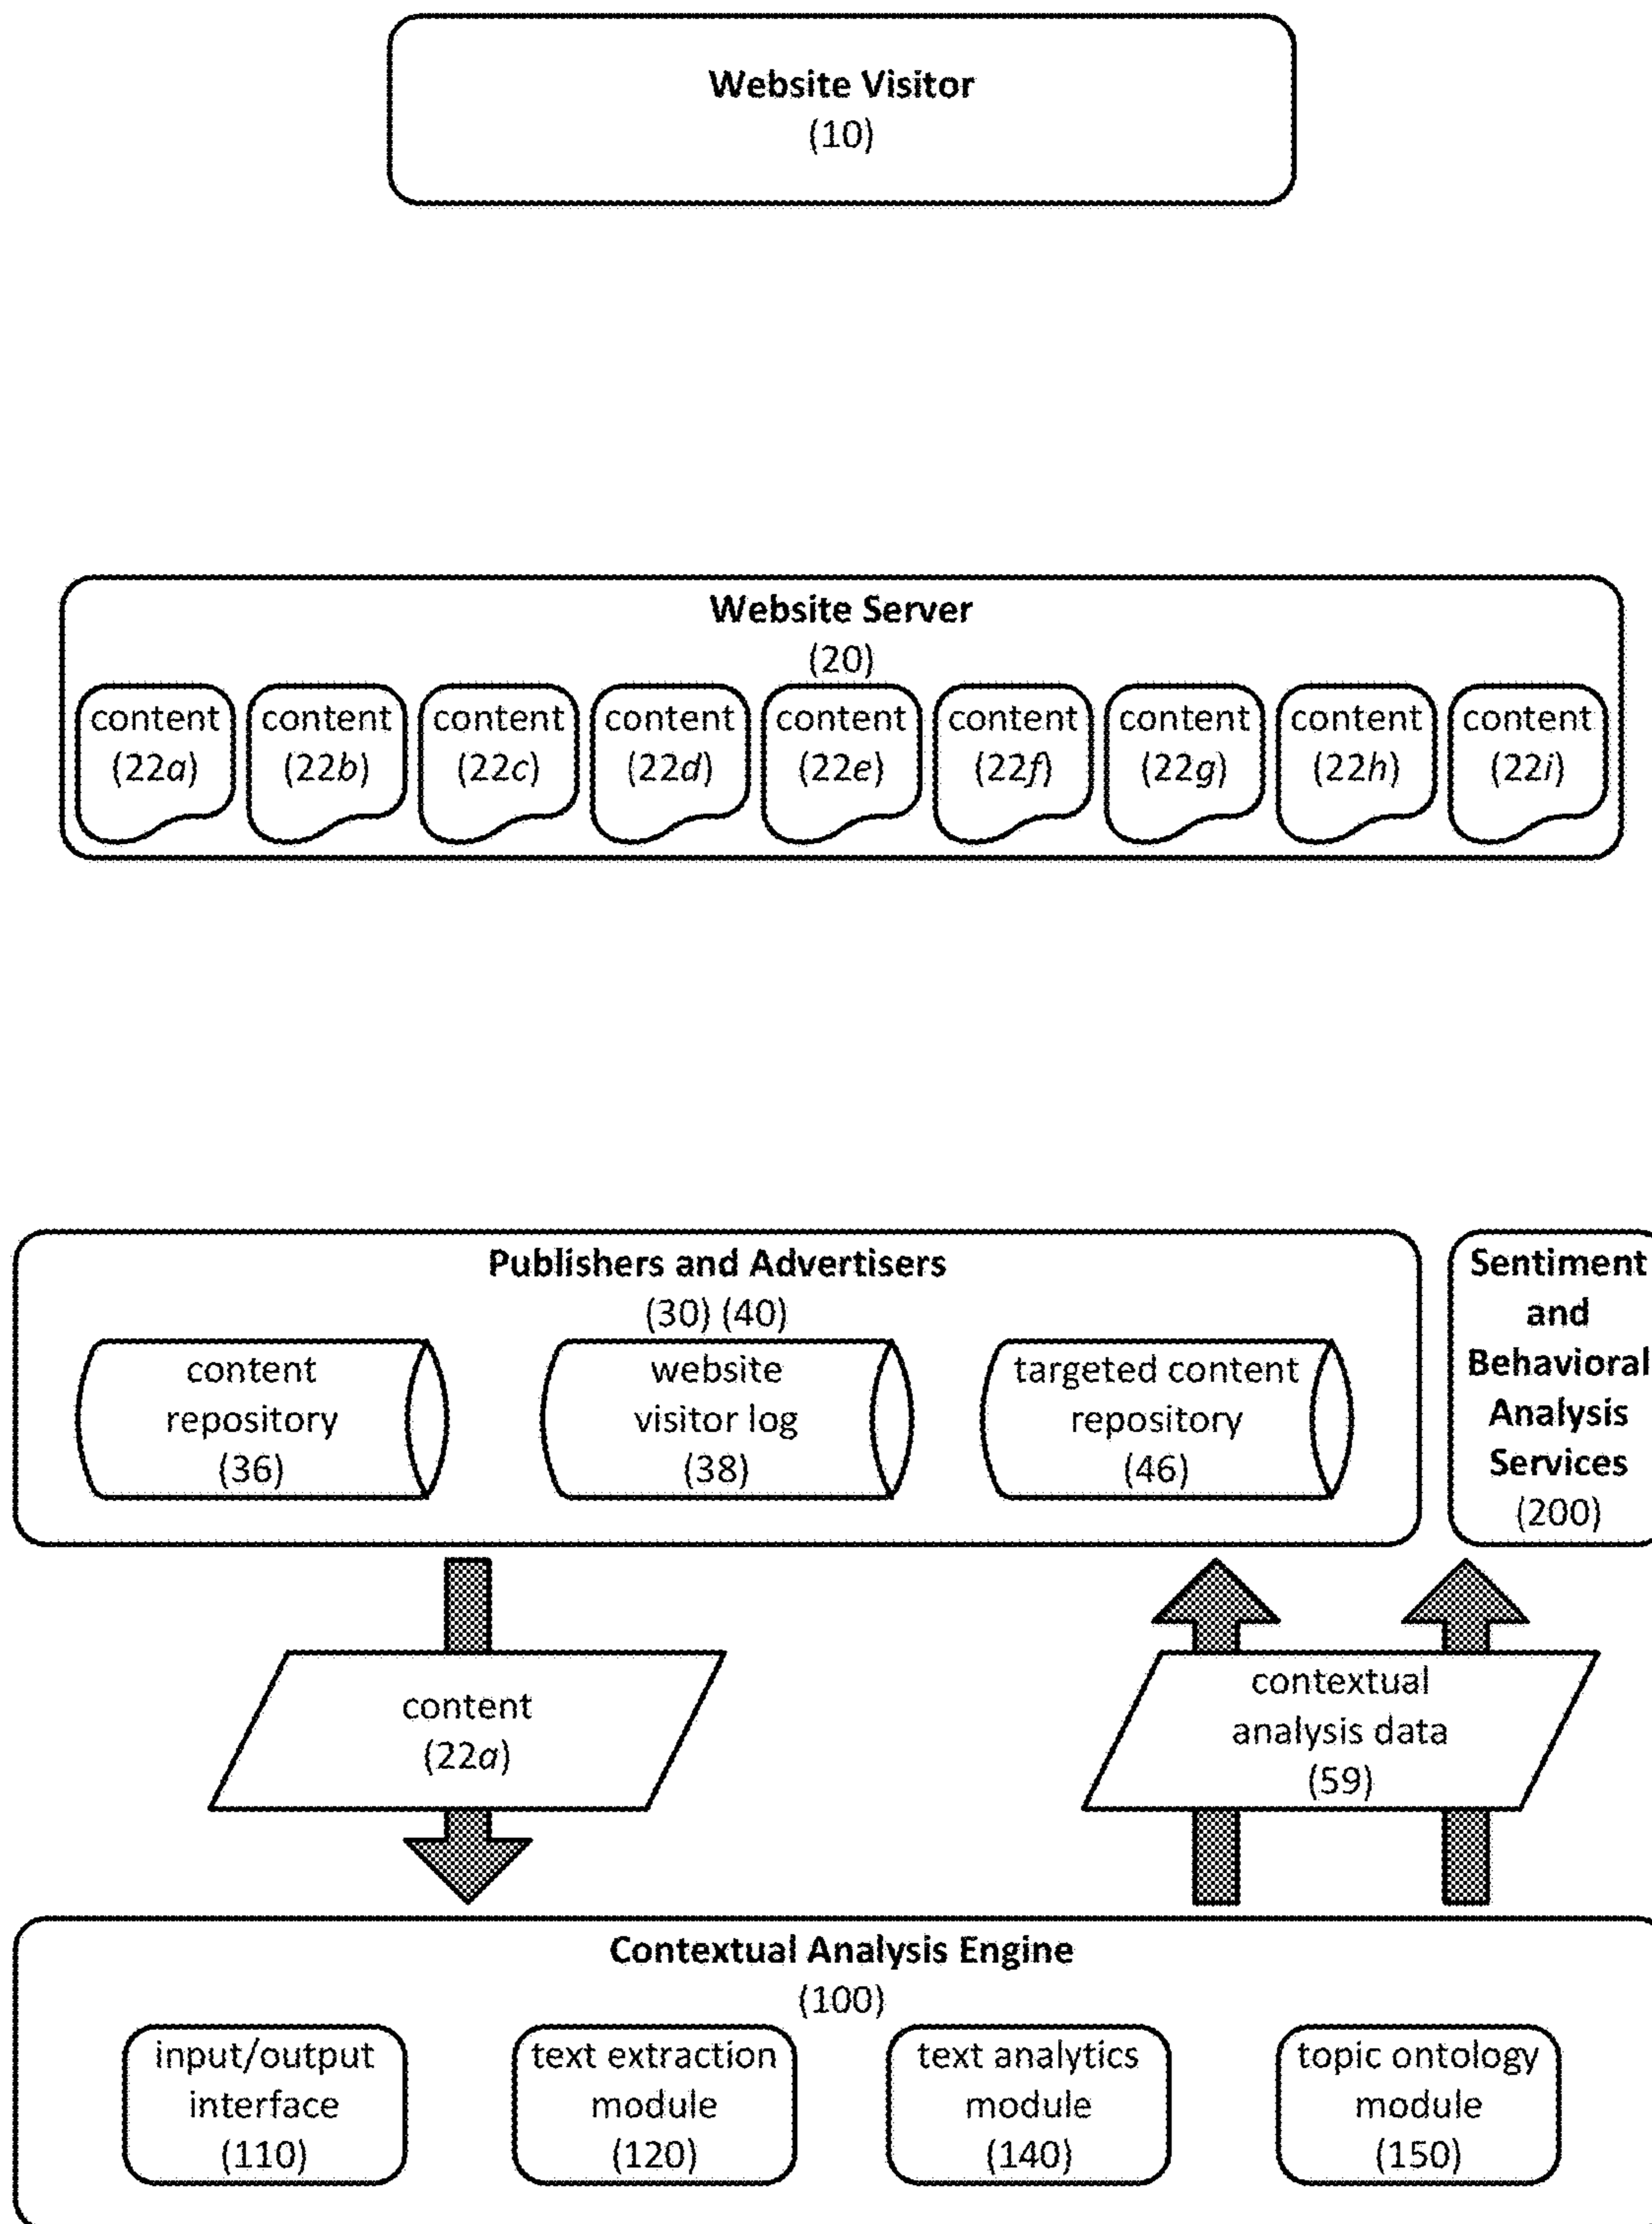 Website Visitor
(10)
Website Server
(20)
content
(22a)
content
(22b)
content
(22c)
content
(22d)
content
(22e)
content
(22f)
content
(22g)
content
(22h)
content
(22i)
Publishers and Advertisers
(30) (40)
content
repository
(36)
website
visitor log
(38)
targeted content
repository
(46)
Sentiment
and
Behavioral
Analysis
Services
(200)
content
(22a)
contextual
analysis data
(59)
Contextual Analysis Engine
(100)
input/output
interface
(110)
text extraction
module
(120)
text analytics
module
(140)
topic ontology
module
(150)